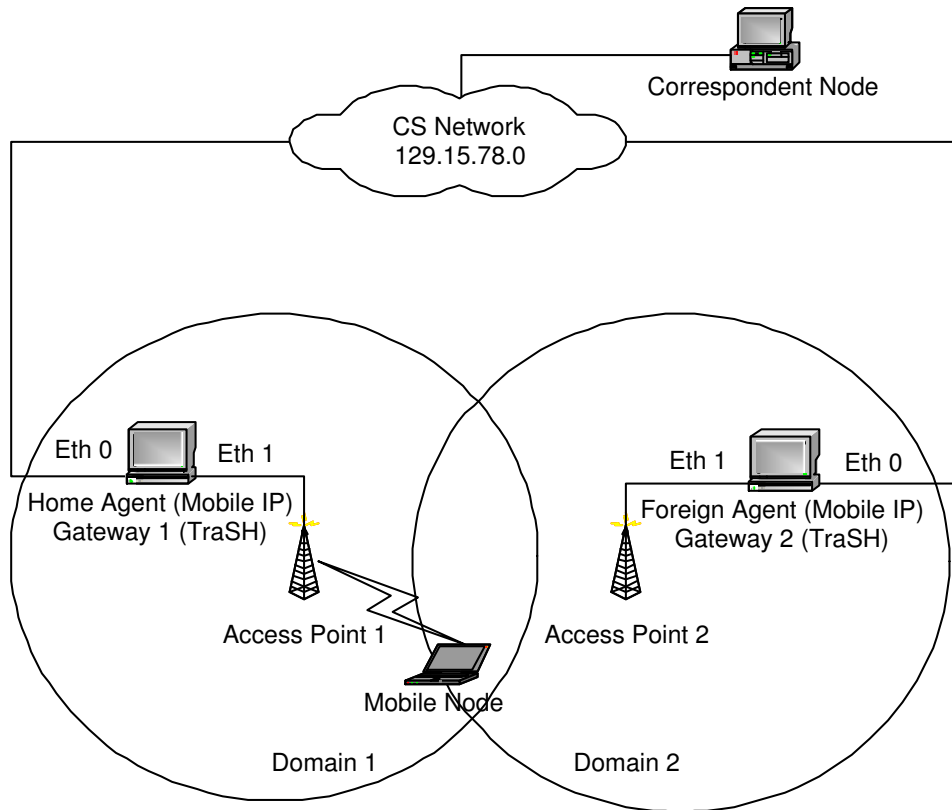 Correspondent Node
CS Network
129.15.78.0
Eth 0
Eth 1
Home Agent (Mobile IP)
Gateway 1 (TraSH)
Eth 1
Eth 0
Foreign Agent (Mobile IP)
Gateway 2 (TraSH)
Access Point 1
Access Point 2
Mobile Node
Domain 1
Domain 2